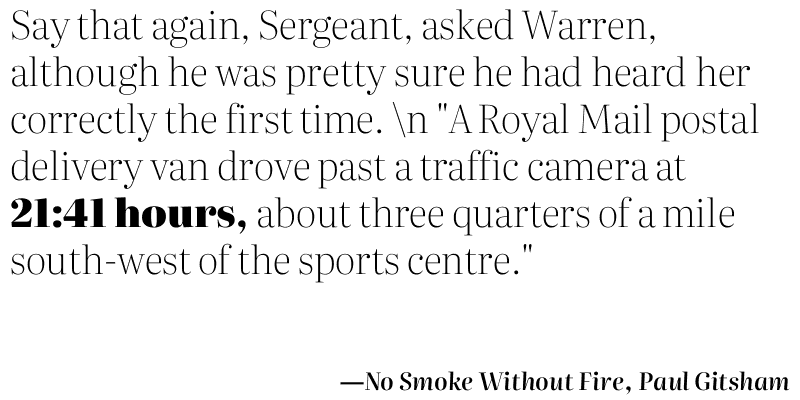 Say that again, Sergeant, asked Warren,
although he was pretty sure he had heard her
correctly the first time. \n "A Royal Mail postal
delivery van drove past a traffic camera at
21:41 hours, about three quarters of a mile
south-west of the sports centre."
—No Smoke Without Fire, Paul Gitsham